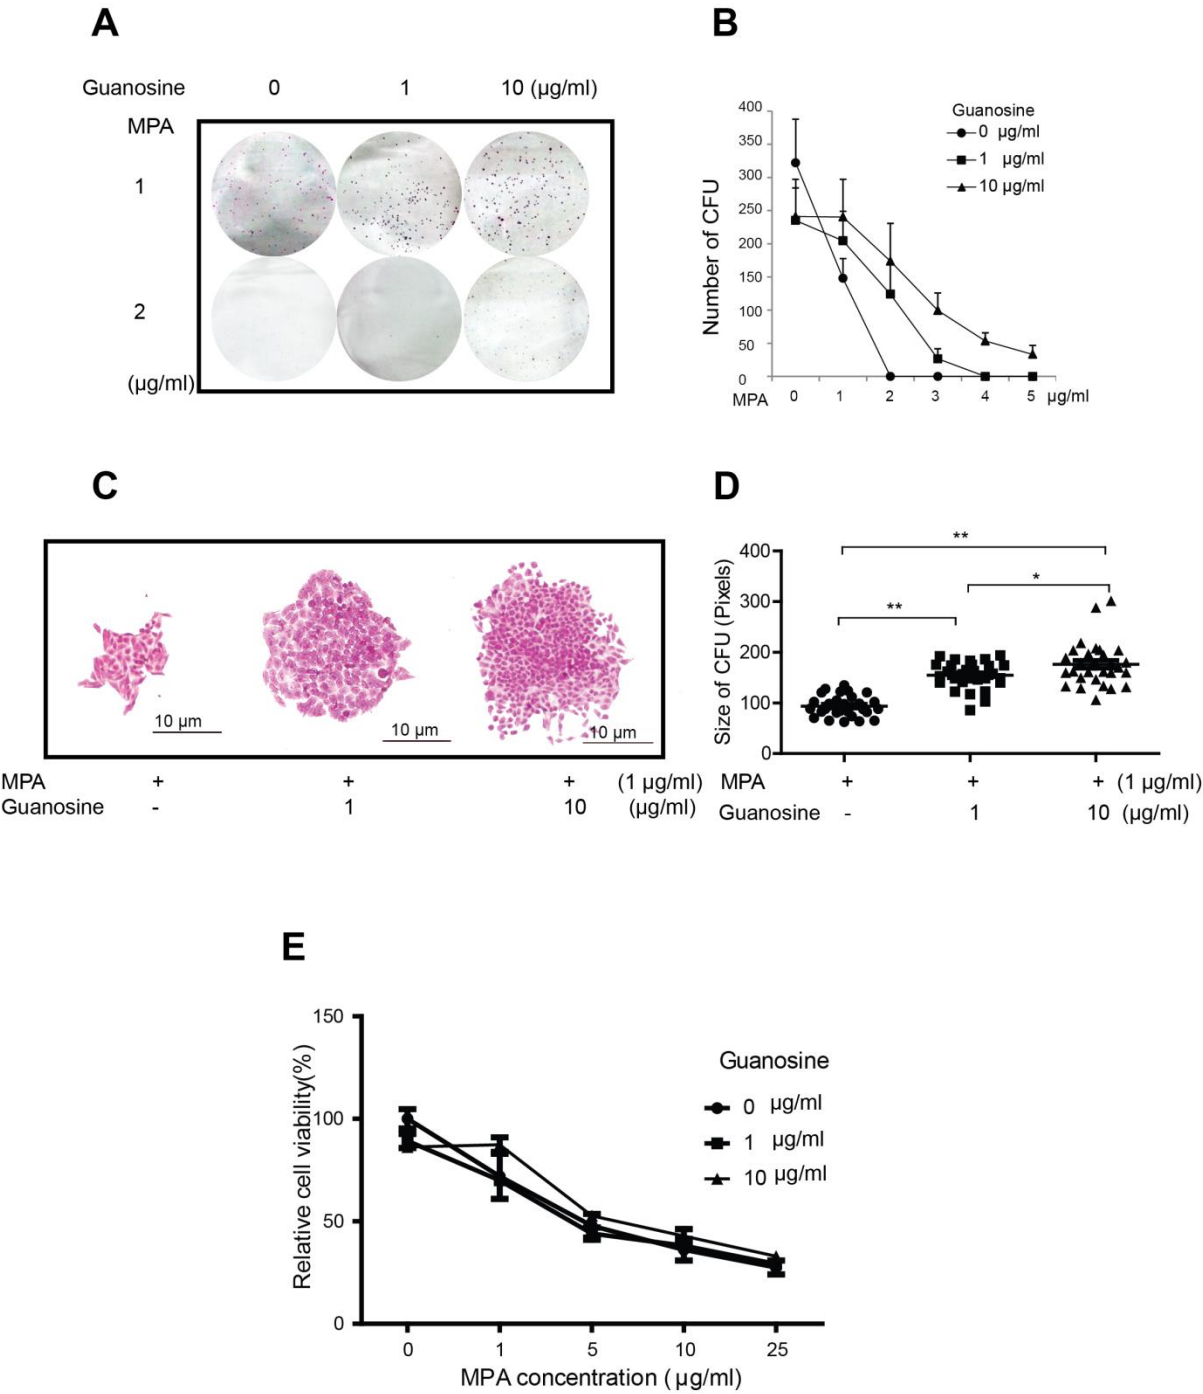 A
Guanosine 0 1 10 (µg/ml)
MPA
1
2
(µg/ml)
B
400
350
300
250
200
150
100
50
0
Number of CFU
Guanosine
0 µg/ml
1 µg/ml
10 µg/ml
MPA 0 1 2 3 4 5 µg/ml
C
10 µm 10 µm 10 µm
MPA + + + (1 µg/ml)
Guanosine - 1 10 (µg/ml)
D
400
300
200
100
0
Size of CFU (Pixels)
**
*
**
MPA + + + (1 µg/ml)
Guanosine - 1 10 (µg/ml)
E
150
100
50
0
Relative cell viability(%)
Guanosine
0 µg/ml
1 µg/ml
10 µg/ml
0 1 5 10 25
MPA concentration (µg/ml)